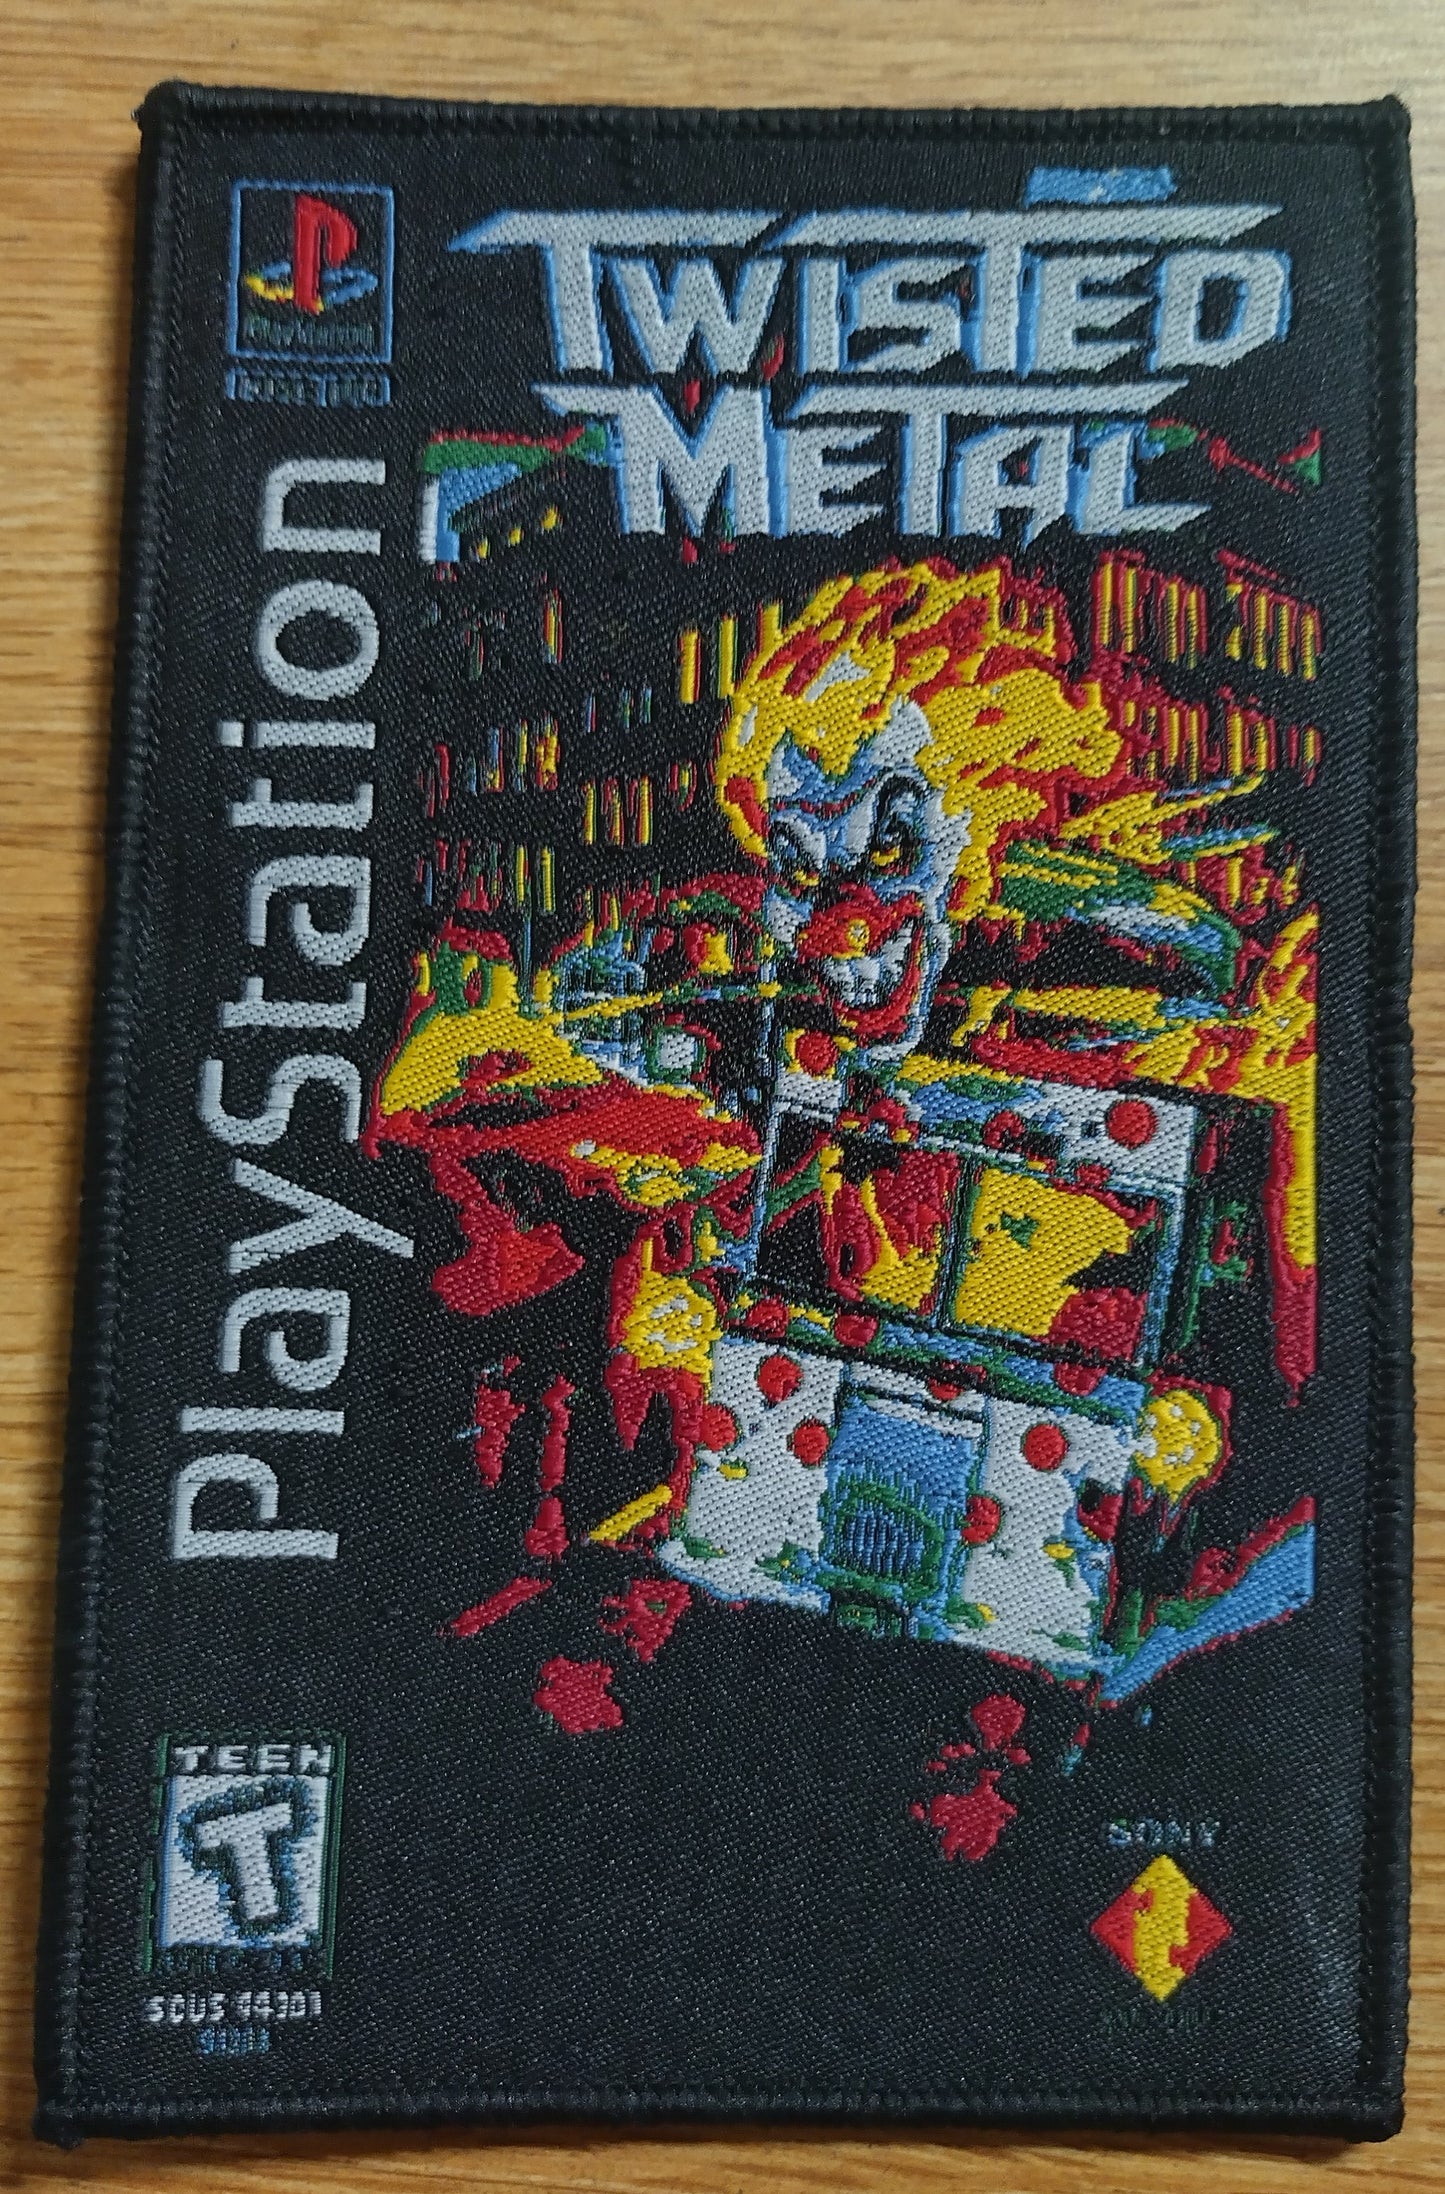 TWISTED
METAL
PlayStation
TEEN
T
SONY